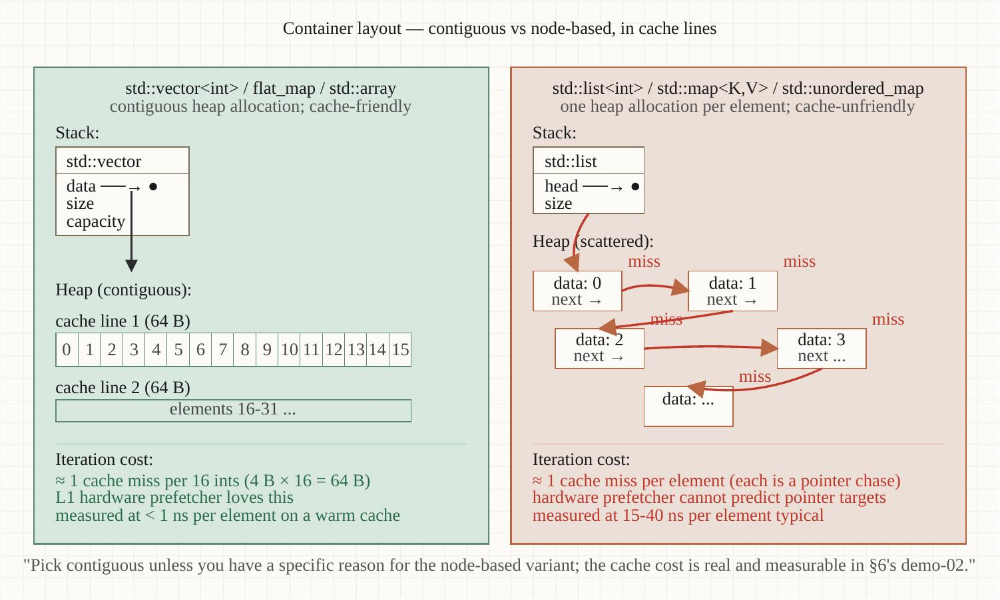 Container layout — contiguous vs node-based, in cache lines
std::vector<int> / flat_map / std::array
contiguous heap allocation; cache-friendly
Stack:
std::vector
data ──→ ●
size
capacity
Heap (contiguous):
cache line 1 (64 B)
0 1 2 3 4 5 6 7 8 9 10 11 12 13 14 15
cache line 2 (64 B)
elements 16-31 ...
Iteration cost:
≈ 1 cache miss per 16 ints (4 B × 16 = 64 B)
L1 hardware prefetcher loves this
measured at < 1 ns per element on a warm cache
std::list<int> / std::map<K,V> / std::unordered_map
one heap allocation per element; cache-unfriendly
Stack:
std::list
head ──→ ●
size
Heap (scattered):
miss
miss
data: 0
next →
data: 1
next →
miss
miss
data: 2
next →
data: 3
next ...
miss
data: ...
Iteration cost:
≈ 1 cache miss per element (each is a pointer chase)
hardware prefetcher cannot predict pointer targets
measured at 15-40 ns per element typical
"Pick contiguous unless you have a specific reason for the node-based variant; the cache cost is real and measurable in §6's demo-02."